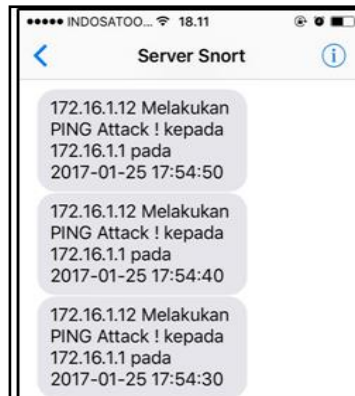 INDOSATOO... 18.11
Server Snort
172.16.1.12 Melakukan
PING Attack ! kepada
172.16.1.1 pada
2017-01-25 17:54:50
172.16.1.12 Melakukan
PING Attack ! kepada
172.16.1.1 pada
2017-01-25 17:54:40
172.16.1.12 Melakukan
PING Attack ! kepada
172.16.1.1 pada
2017-01-25 17:54:30